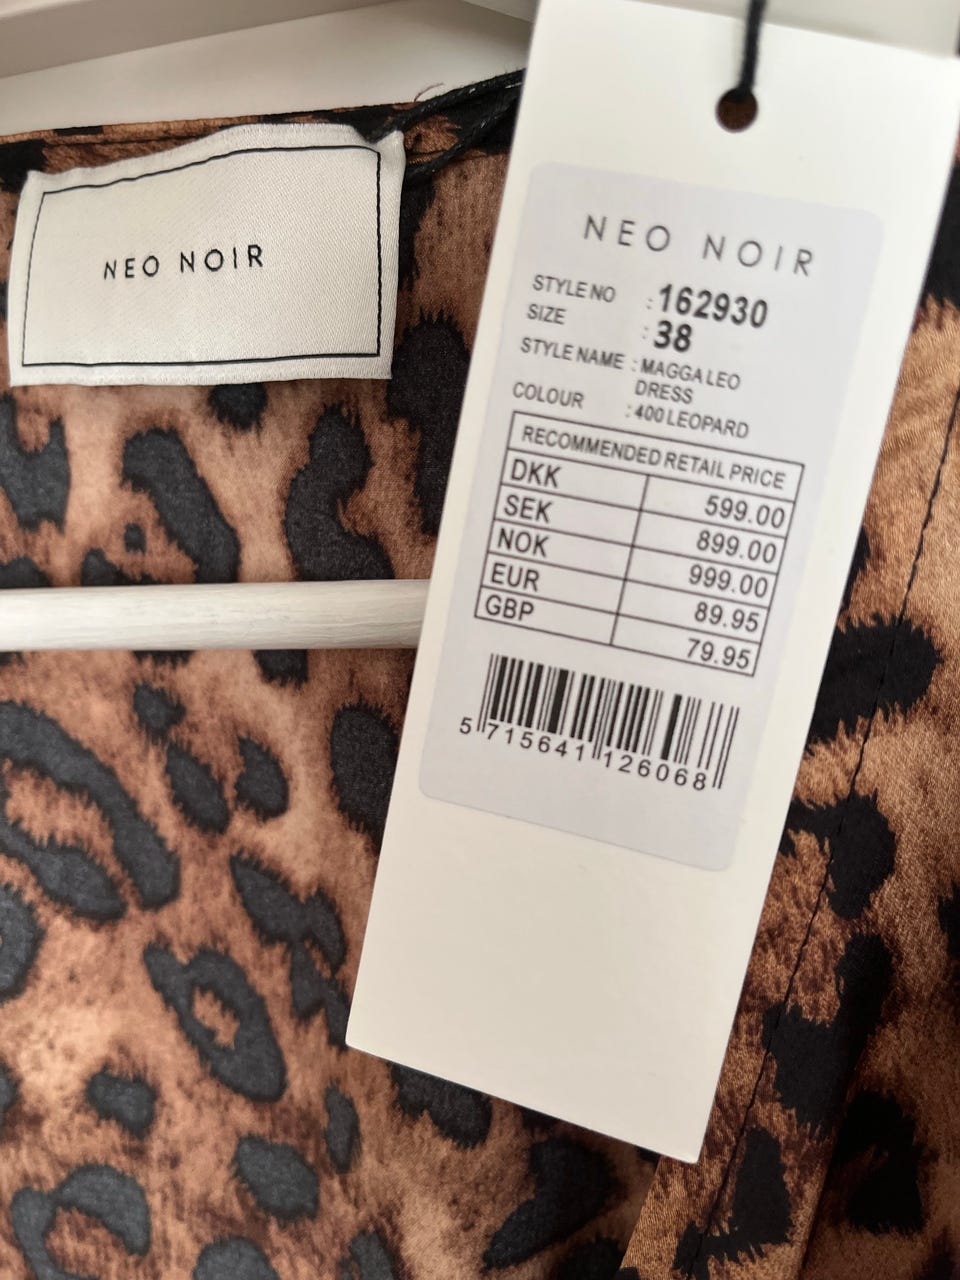 NEO NOIR
NEO NOIR
STYLE NO : 162930
SIZE : 38
STYLE NAME : MAGGA LEO
DRESS
COLOUR : 400 LEOPARD
RECOMMENDED RETAIL PRICE
DKK 599.00
SEK 899.00
NOK 999.00
EUR 89.95
GBP 79.95
5 715641 126068